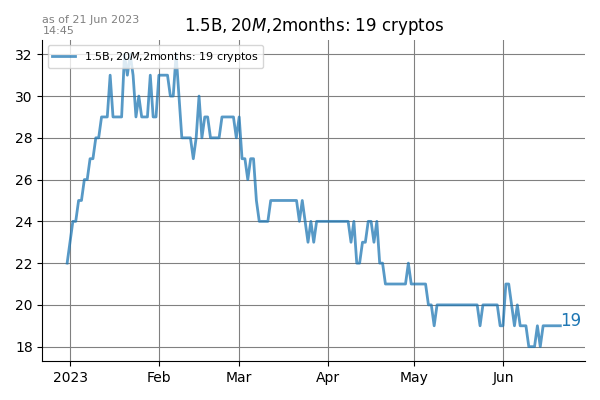 as of 21 Jun 2023
14:45
1.5B, 20M,2months: 19 cryptos
1.5B, 20M,2months: 19 cryptos
32
30
28
26
24
22
20
18
19
2023 Feb Mar Apr May Jun